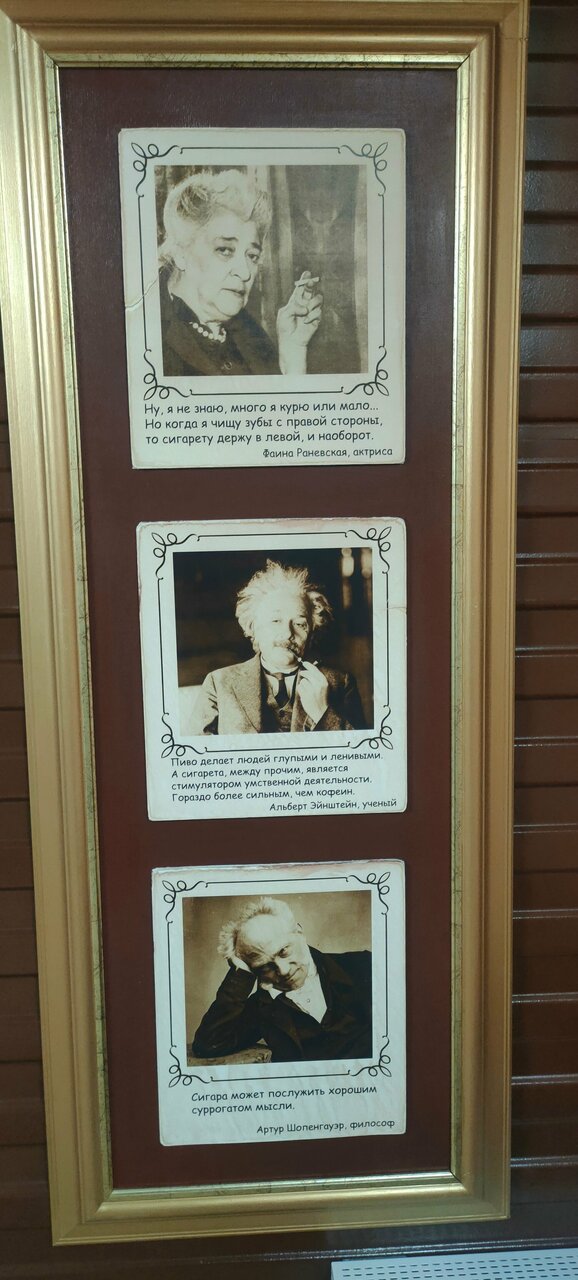 Ну, я не знаю, много я курю или мало...
Но когда я чищу зубы с правой стороны,
то сигарету держу в левой, и наоборот.
Фаина Раневская, актриса
Пиво делает людей глупыми и ленивыми.
А сигарета, между прочим, является
стимулятором умственной деятельности.
Гораздо более сильным, чем кофеин.
Альберт Эйнштейн, ученый
Сигара может послужить хорошим
суррогатом мысли.
Артур Шопенгауэр, философ